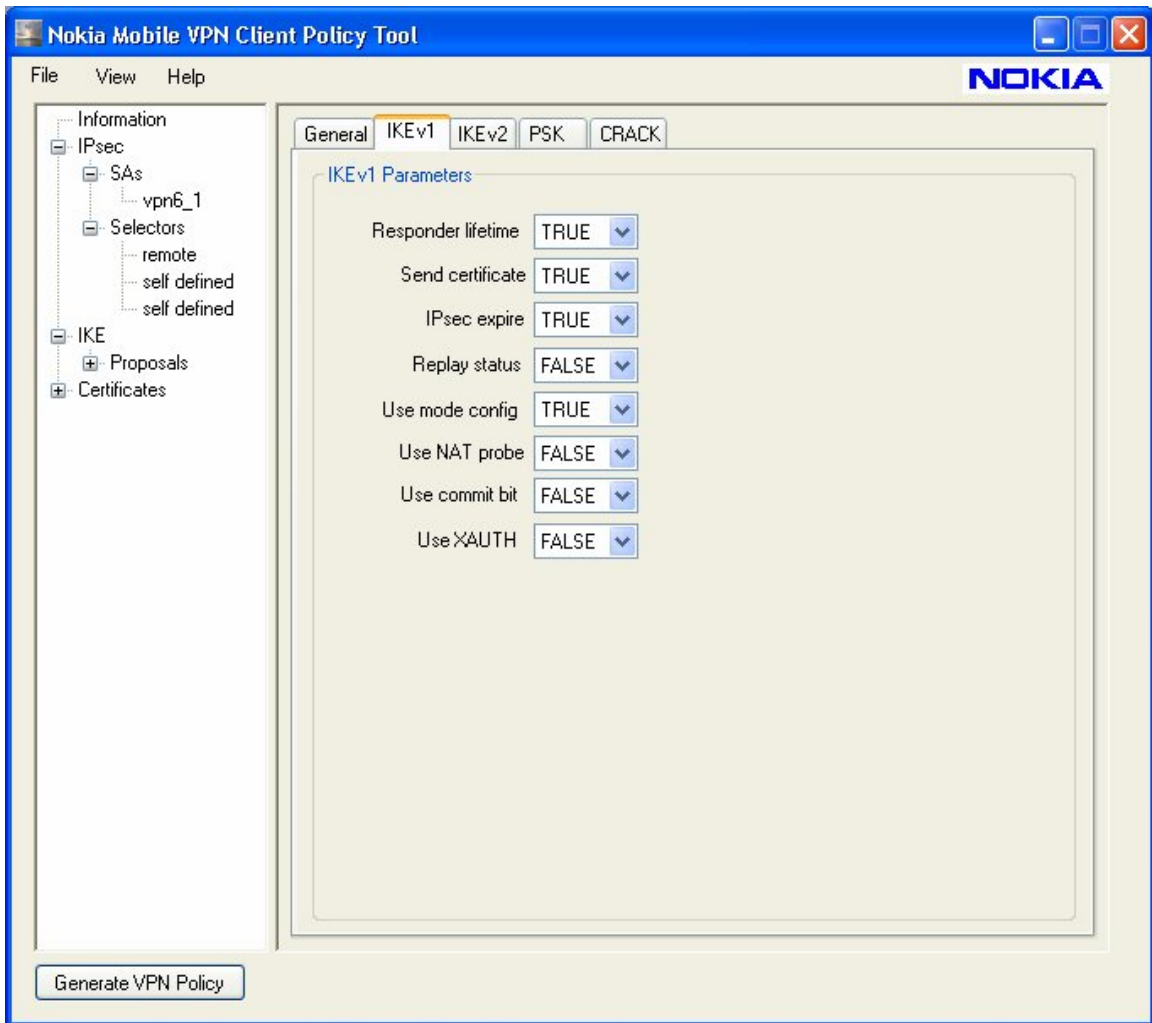 Nokia Mobile VPN Client Policy Tool
File View Help
NOKIA
Information
IPsec
SAs
vpn6_1
Selectors
remote
self defined
self defined
IKE
Proposals
Certificates
General IKEv1 IKEv2 PSK CRACK
IKEv1 Parameters
Responder lifetime TRUE
Send certificate TRUE
IPsec expire TRUE
Replay status FALSE
Use mode config TRUE
Use NAT probe FALSE
Use commit bit FALSE
Use XAUTH FALSE
Generate VPN Policy